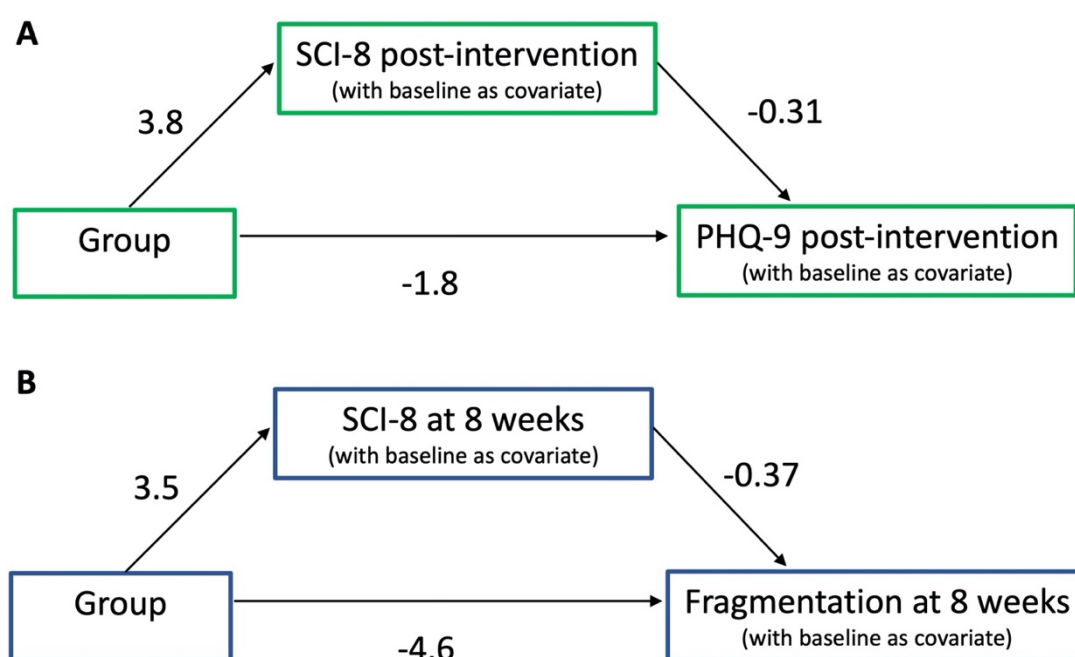 A
SCI-8 post-intervention
(with baseline as covariate)
3.8
-0.31
Group
PHQ-9 post-intervention
(with baseline as covariate)
-1.8
B
SCI-8 at 8 weeks
(with baseline as covariate)
3.5
-0.37
Group
Fragmentation at 8 weeks
(with baseline as covariate)
-4.6